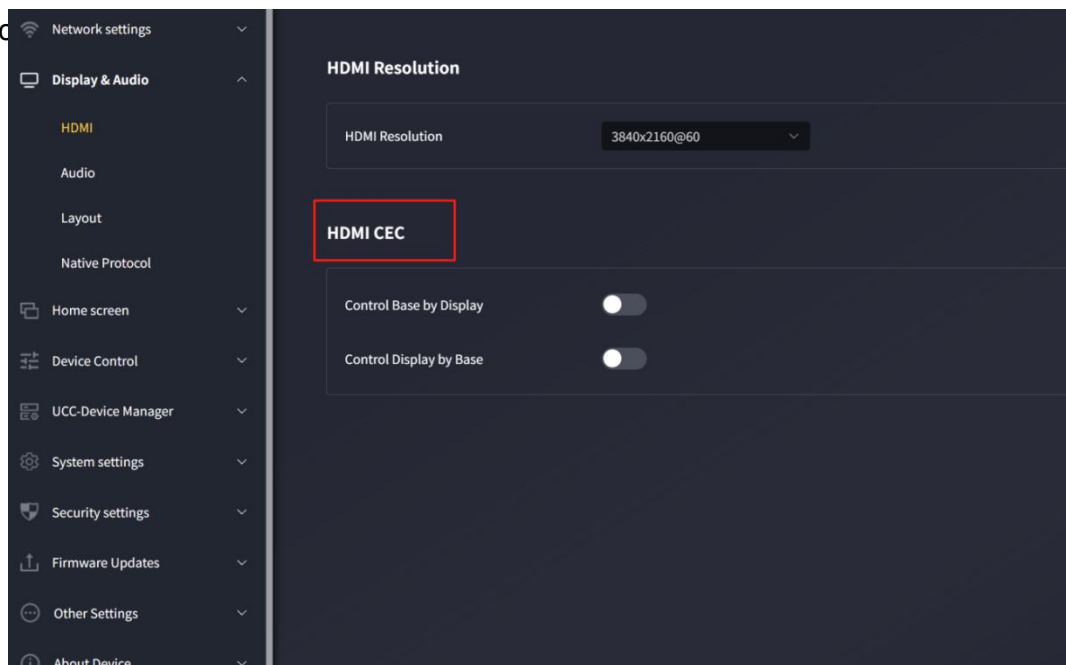 Network settings
Display & Audio
HDMI
Audio
Layout
Native Protocol
Home screen
Device Control
UCC-Device Manager
System settings
Security settings
Firmware Updates
Other Settings
About Device
HDMI Resolution
HDMI Resolution 3840x2160@60
HDMI CEC
Control Base by Display
Control Display by Base